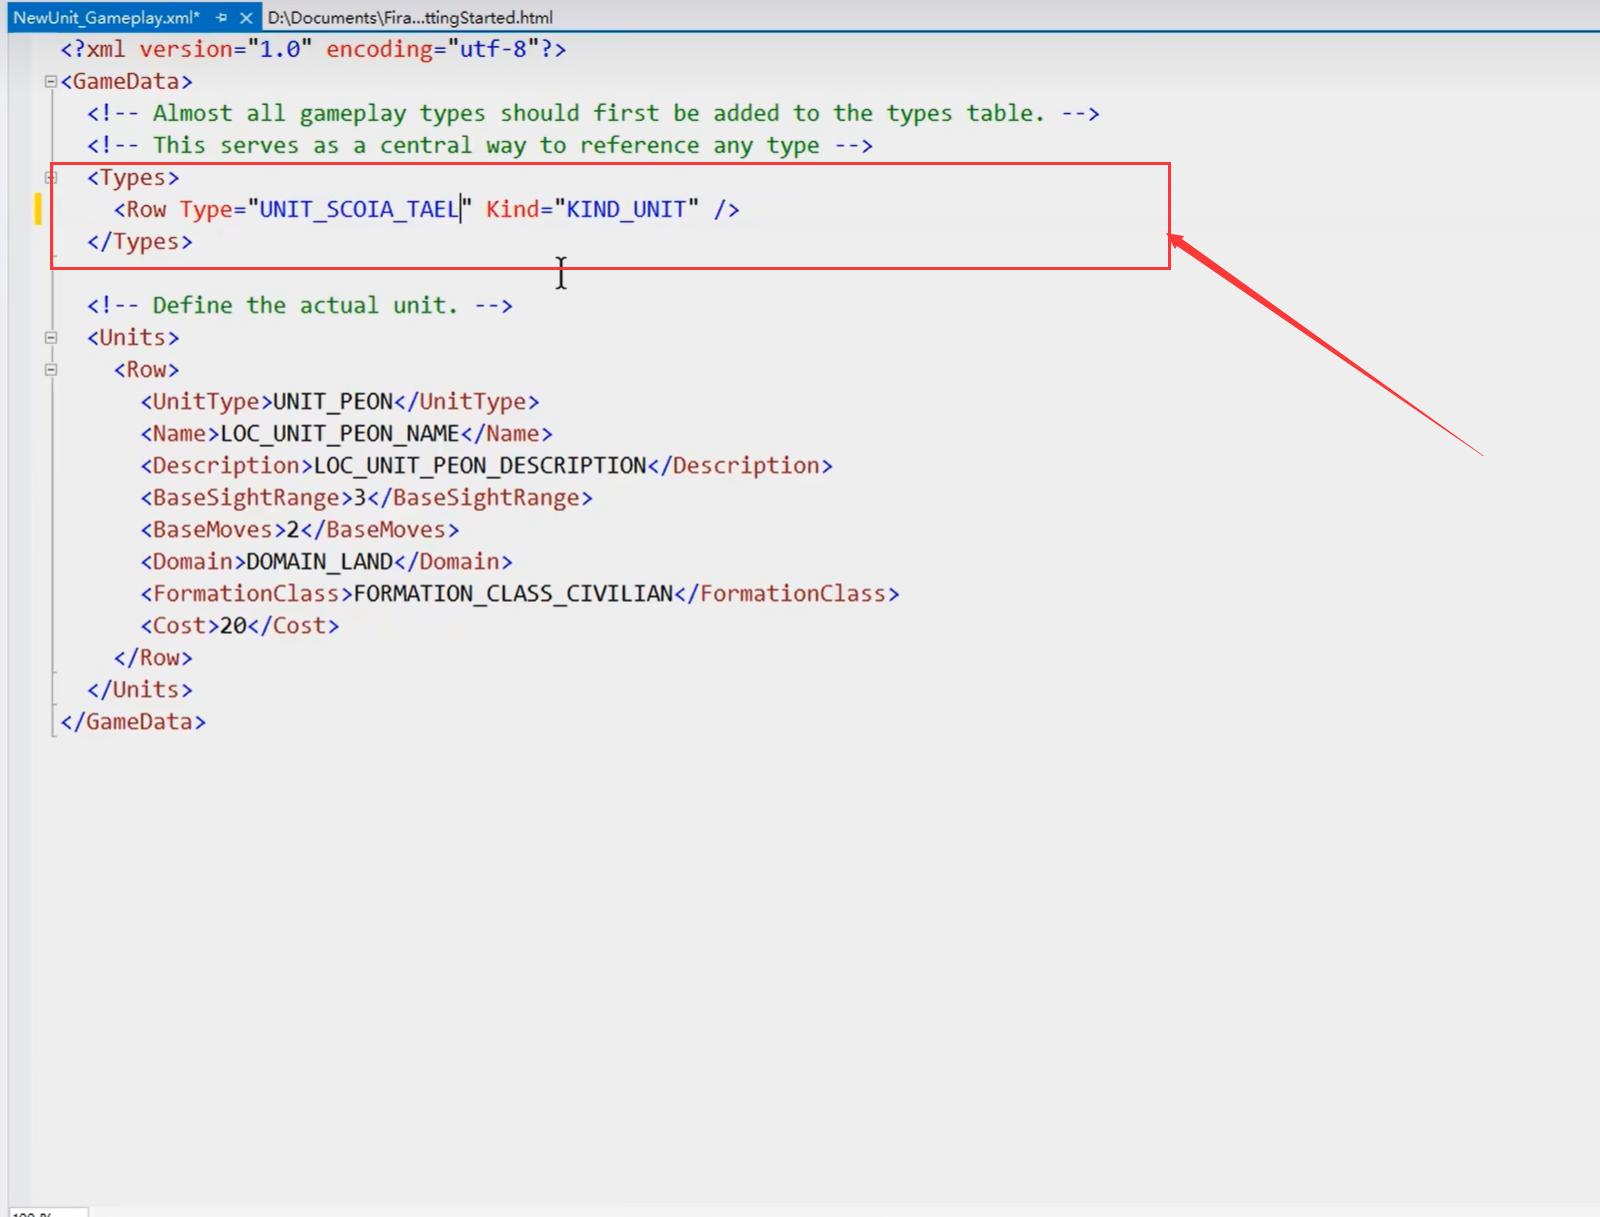 NewUnit_Gameplay.xml* D:\Documents\Fira...ttingStarted.html
<?xml version="1.0" encoding="utf-8"?>
<GameData>
<!-- Almost all gameplay types should first be added to the types table. -->
<!-- This serves as a central way to reference any type -->
<Types>
<Row Type="UNIT_SCOIA_TAEL" Kind="KIND_UNIT" />
</Types>
<!-- Define the actual unit. -->
<Units>
<Row>
<UnitType>UNIT_PEON</UnitType>
<Name>LOC_UNIT_PEON_NAME</Name>
<Description>LOC_UNIT_PEON_DESCRIPTION</Description>
<BaseSightRange>3</BaseSightRange>
<BaseMoves>2</BaseMoves>
<Domain>DOMAIN_LAND</Domain>
<FormationClass>FORMATION_CLASS_CIVILIAN</FormationClass>
<Cost>20</Cost>
</Row>
</Units>
</GameData>